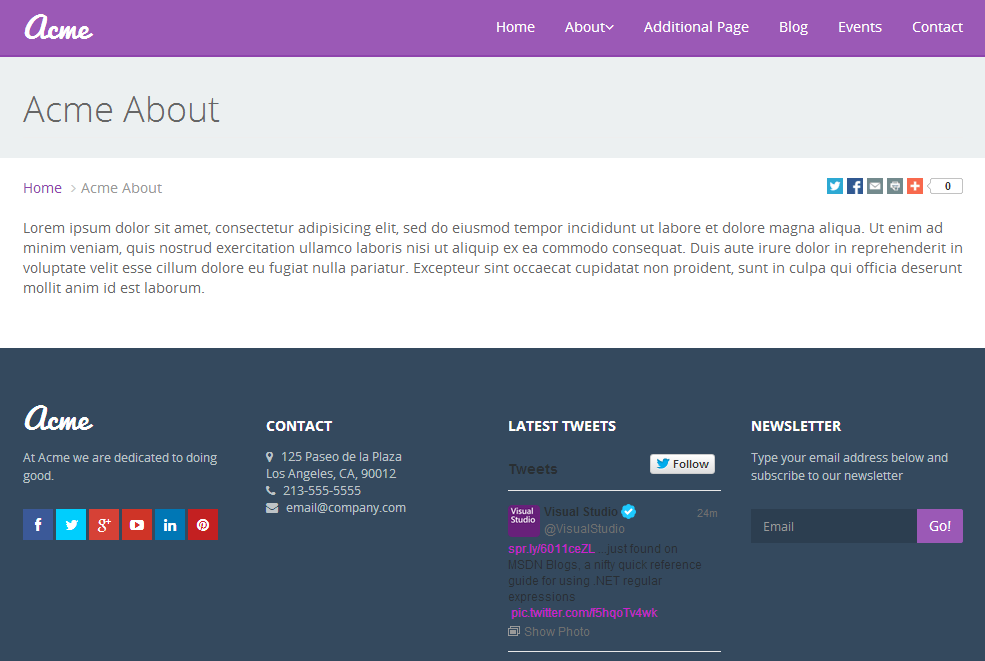 Acme
Home About Additional Page Blog Events Contact
Acme About
Home > Acme About
0
Lorem ipsum dolor sit amet, consectetur adipisicing elit, sed do eiusmod tempor incididunt ut labore et dolore magna aliqua. Ut enim ad
minim veniam, quis nostrud exercitation ullamco laboris nisi ut aliquip ex ea commodo consequat. Duis aute irure dolor in reprehenderit in
voluptate velit esse cillum dolore eu fugiat nulla pariatur. Excepteur sint occaecat cupidatat non proident, sunt in culpa qui officia deserunt
mollit anim id est laborum.
Acme
At Acme we are dedicated to doing
good.
CONTACT
125 Paseo de la Plaza
Los Angeles, CA, 90012
213-555-5555
email@company.com
LATEST TWEETS
Tweets
Follow
Visual
Studio
Visual Studio 24m
@VisualStudio
spr.ly/6011ceZL ...just found on
MSDN Blogs, a nifty quick reference
guide for using .NET regular
expressions
pic.twitter.com/f5hqoTv4wk
Show Photo
NEWSLETTER
Type your email address below and
subscribe to our newsletter
Email
Go!